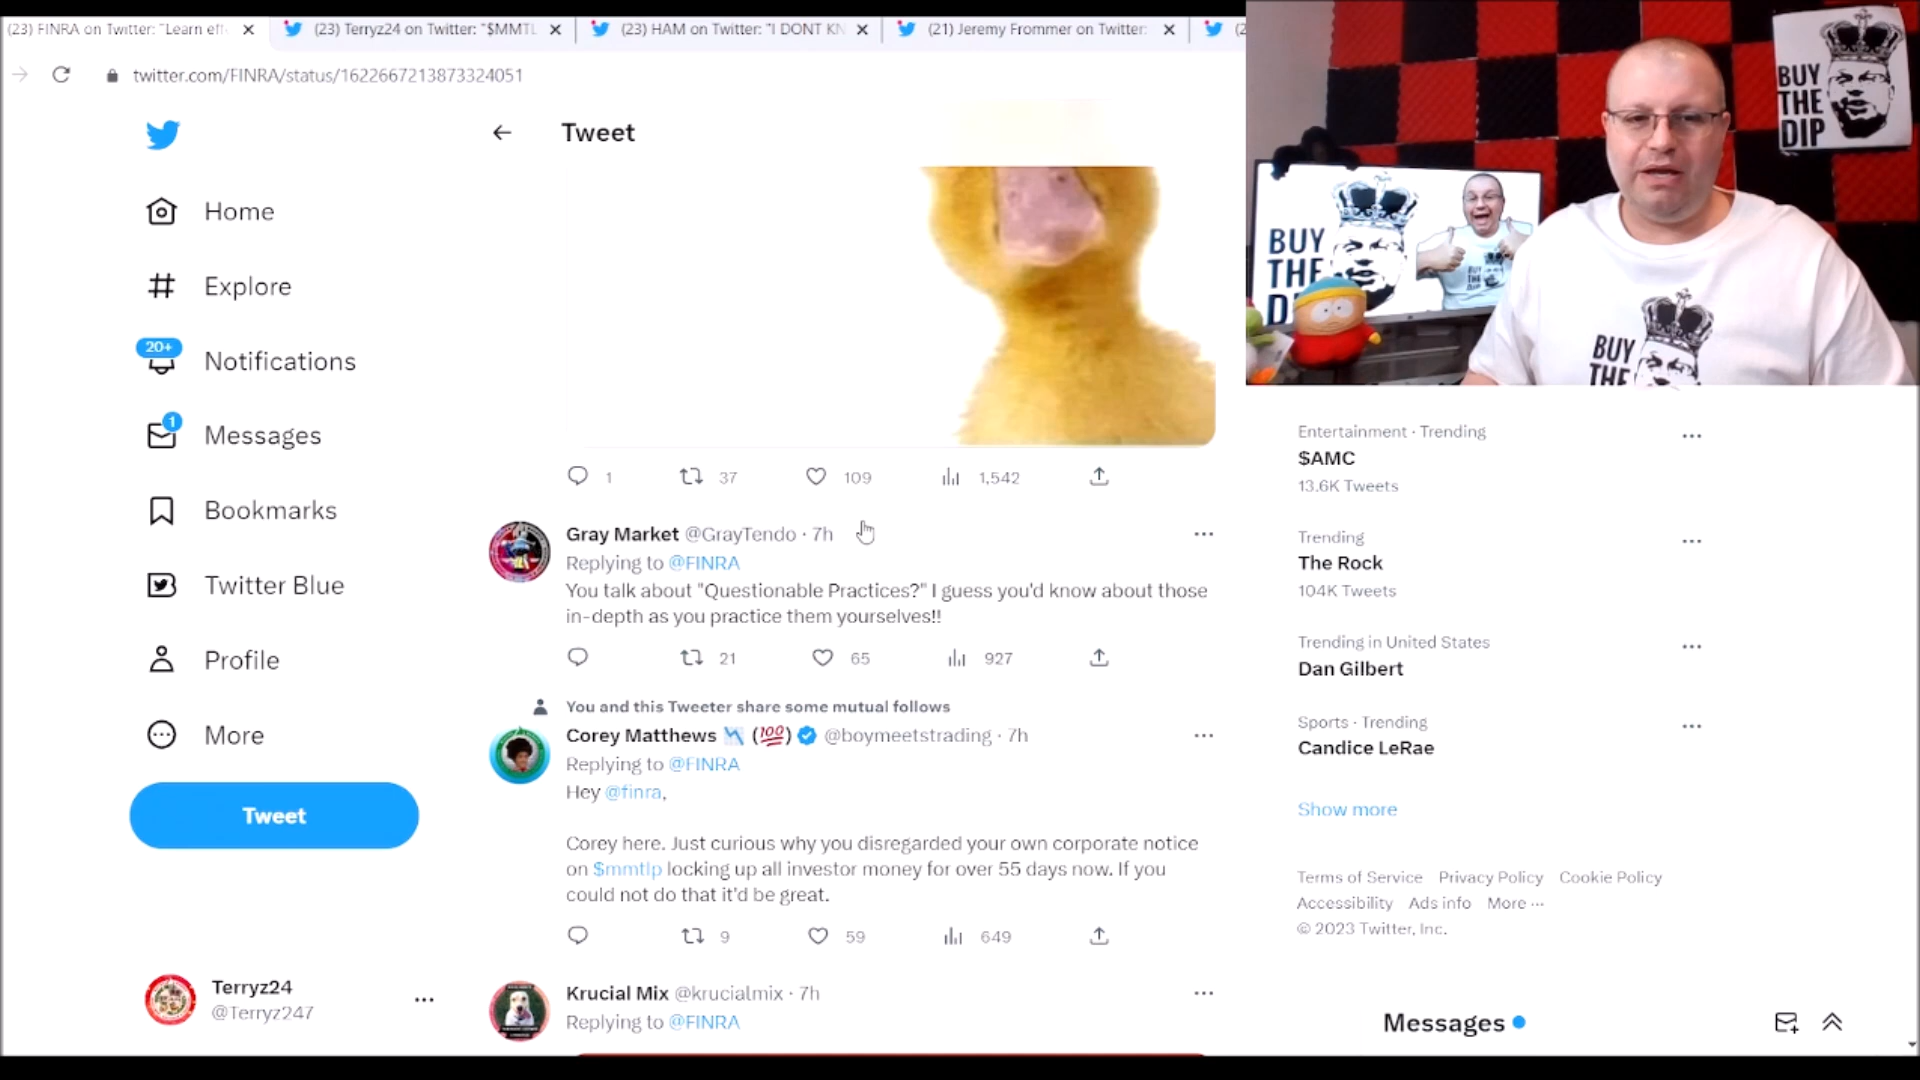 (23) FINRA on Twitter: "Learn eff
(23) Terryz24 on Twitter: "$MMTL
(23) HAM on Twitter: "I DONT KN
(21) Jeremy Frommer on Twitter:
(2
twitter.com/FINRA/status/1622667213873324051
Tweet
Home
Explore
20+
Notifications
1
Messages
Bookmarks
Twitter Blue
Profile
More
Tweet
Terryz24
@Terryz247
1 37 109 1,542
Gray Market @GrayTendo · 7h
Replying to @FINRA
You talk about "Questionable Practices?" I guess you'd know about those
in-depth as you practice them yourselves!!
21 65 927
You and this Tweeter share some mutual follows
Corey Matthews 📉 (💯) @boymeetstrading · 7h
Replying to @FINRA
Hey @finra,
Corey here. Just curious why you disregarded your own corporate notice
on $mmtlp locking up all investor money for over 55 days now. If you
could not do that it'd be great.
9 59 649
Krucial Mix @krucialmix · 7h
Replying to @FINRA
BUY
THE
DIP
BUY
THE
D
BUY
THE
DIP
BUY
THE
Entertainment · Trending
$AMC
13.6K Tweets
Trending
The Rock
104K Tweets
Trending in United States
Dan Gilbert
Sports · Trending
Candice LeRae
Show more
Terms of Service Privacy Policy Cookie Policy
Accessibility Ads info More ···
© 2023 Twitter, Inc.
Messages